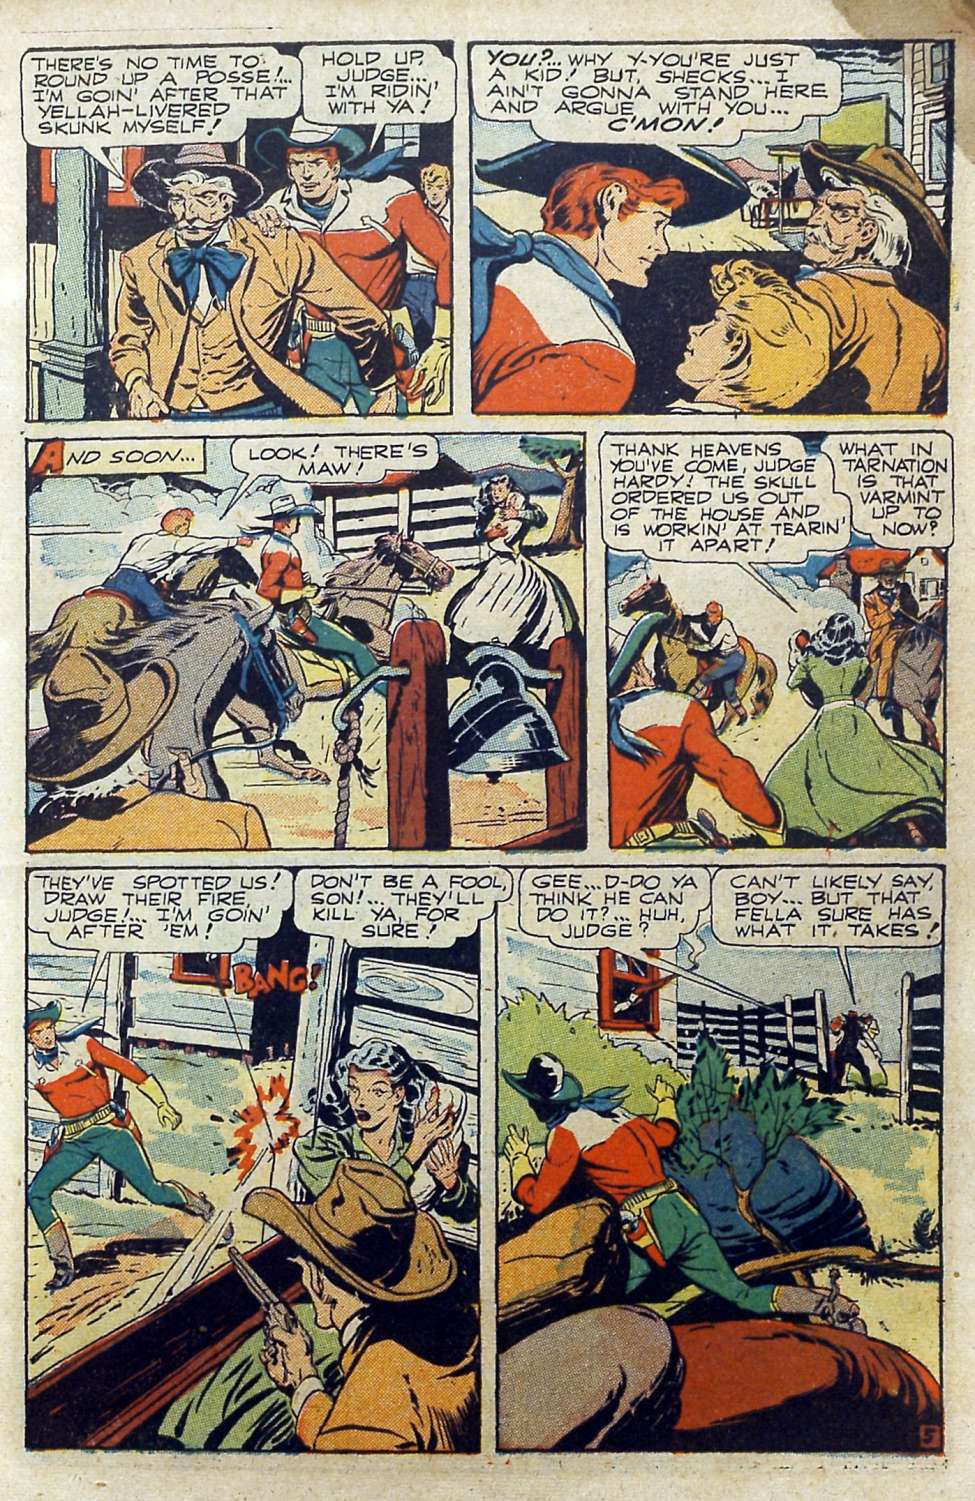 THERE'S NO TIME TO
ROUND UP A POSSE!...
I'M GOIN' AFTER THAT
YELLAH-LIVERED
SKUNK MYSELF!
HOLD UP,
JUDGE...
I'M RIDIN'
WITH YA!
YOU?... WHY Y-YOU'RE JUST
A KID! BUT, SHECKS... I
AIN'T GONNA STAND HERE
AND ARGUE WITH YOU...
C'MON!
AND SOON...
LOOK! THERE'S
MAW!
THANK HEAVENS
YOU'VE COME, JUDGE
HARDY! THE SKULL
ORDERED US OUT
OF THE HOUSE AND
IS WORKIN' AT TEARIN'
IT APART!
WHAT IN
TARNATION
IS THAT
VARMINT
UP TO
NOW?
THEY'VE SPOTTED US!
DRAW THEIR FIRE,
JUDGE!... I'M GOIN'
AFTER 'EM!
BANG!
DON'T BE A FOOL,
SON!... THEY'LL
KILL YA, FOR
SURE!
GEE... D-DO YA
THINK HE CAN
DO IT?... HUH,
JUDGE?
CAN'T LIKELY SAY,
BOY... BUT THAT
FELLA SURE HAS
WHAT IT TAKES!
5